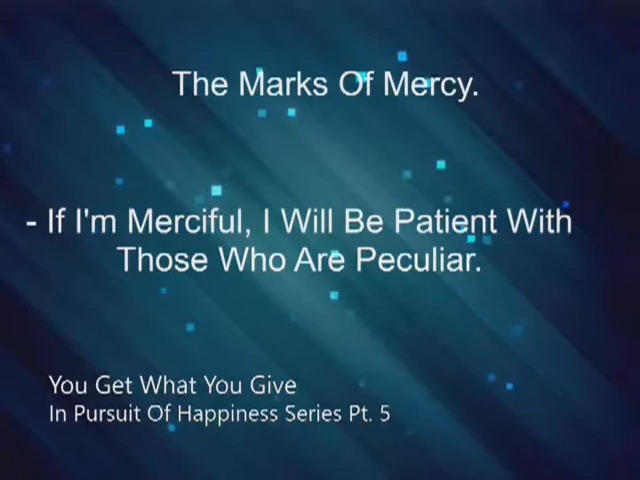 The Marks Of Mercy.
- If I'm Merciful, I Will Be Patient With
Those Who Are Peculiar.
You Get What You Give
In Pursuit Of Happiness Series Pt. 5